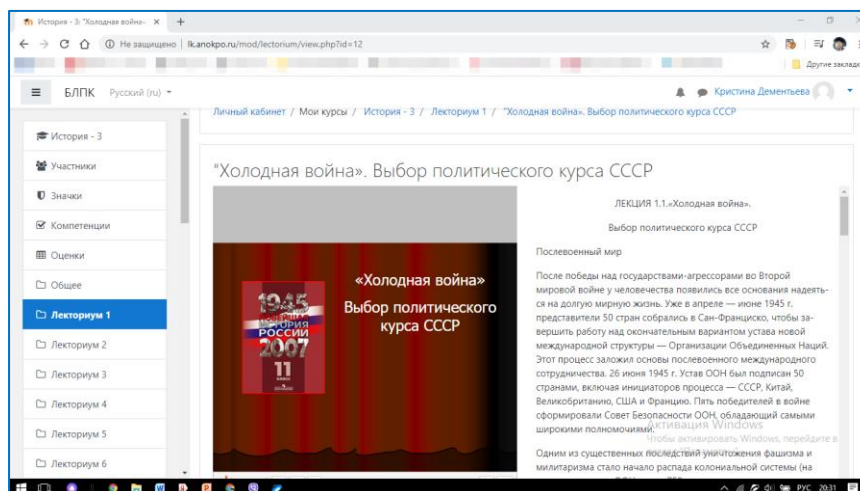 История - 3: "Холодная война-
Не защищено
lk.anokpo.ru/mod/lectorium/view.php?id=12
Другие заклад
БЛПК Русский (ru)
Кристина Дементьева
Личный кабинет / Мои курсы / История - 3 / Лекториум 1 / "Холодная война». Выбор политического курса СССР
История - 3
Участники
Значки
Компетенции
Оценки
Общее
Лекториум 1
Лекториум 2
Лекториум 3
Лекториум 4
Лекториум 5
Лекториум 6
"Холодная война». Выбор политического курса СССР
«Холодная война»
Выбор политического
курса СССР
1945
НОВЕЙШАЯ
ИСТОРИЯ
РОССИИ
2007
11
ЛЕКЦИЯ 1.1.«Холодная война».
Выбор политического курса СССР
Послевоенный мир
После победы над государствами-агрессорами во Второй
мировой войне у человечества появились все основания надеять-
ся на долгую мирную жизнь. Уже в апреле — июне 1945 г.
представители 50 стран собрались в Сан-Франциско, чтобы за-
вершить работу над окончательным вариантом устава новой
международной структуры — Организации Объединенных Наций.
Этот процесс заложил основы послевоенного международного
сотрудничества. 26 июня 1945 г. Устав ООН был подписан 50
странами, включая инициаторов процесса — СССР, Китай,
Великобританию, США и Францию. Пять победителей в войне
сформировали Совет Безопасности ООН, обладающий самыми
широкими полномочиями.
Активация Windows
Чтобы активировать Windows, перейдите в
Одним из существенных последствий уничтожения фашизма и
милитаризма стало начало распада колониальной системы (на
РУС 20:31